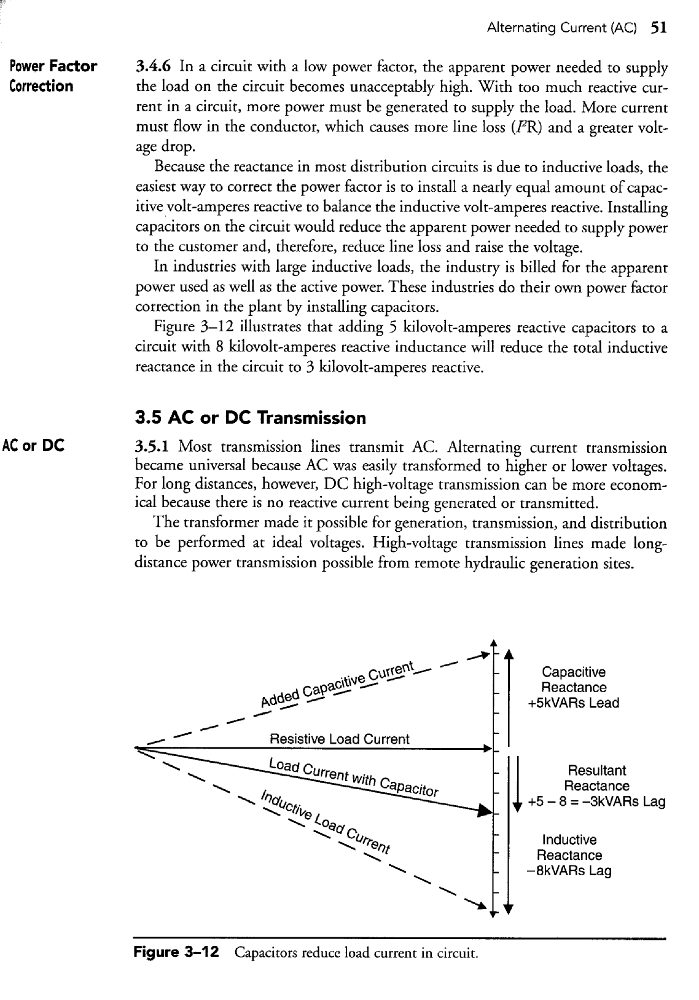 Alternating Current (AC) 51
Power Factor
Correction
3.4.6 In a circuit with a low power factor, the apparent power needed to supply
the load on the circuit becomes unacceptably high. With too much reactive cur-
rent in a circuit, more power must be generated to supply the load. More current
must flow in the conductor, which causes more line loss (I²R) and a greater volt-
age drop.
Because the reactance in most distribution circuits is due to inductive loads, the
easiest way to correct the power factor is to install a nearly equal amount of capac-
itive volt-amperes reactive to balance the inductive volt-amperes reactive. Installing
capacitors on the circuit would reduce the apparent power needed to supply power
to the customer and, therefore, reduce line loss and raise the voltage.
In industries with large inductive loads, the industry is billed for the apparent
power used as well as the active power. These industries do their own power factor
correction in the plant by installing capacitors.
Figure 3–12 illustrates that adding 5 kilovolt-amperes reactive capacitors to a
circuit with 8 kilovolt-amperes reactive inductance will reduce the total inductive
reactance in the circuit to 3 kilovolt-amperes reactive.
3.5 AC or DC Transmission
AC or DC
3.5.1 Most transmission lines transmit AC. Alternating current transmission
became universal because AC was easily transformed to higher or lower voltages.
For long distances, however, DC high-voltage transmission can be more econom-
ical because there is no reactive current being generated or transmitted.
The transformer made it possible for generation, transmission, and distribution
to be performed at ideal voltages. High-voltage transmission lines made long-
distance power transmission possible from remote hydraulic generation sites.
Added Capacitive Current
Capacitive
Reactance
+5kVARs Lead
Resistive Load Current
Load Current with Capacitor
Resultant
Reactance
+5 – 8 = –3kVARs Lag
Inductive Load Current
Inductive
Reactance
–8kVARs Lag
Figure 3–12 Capacitors reduce load current in circuit.